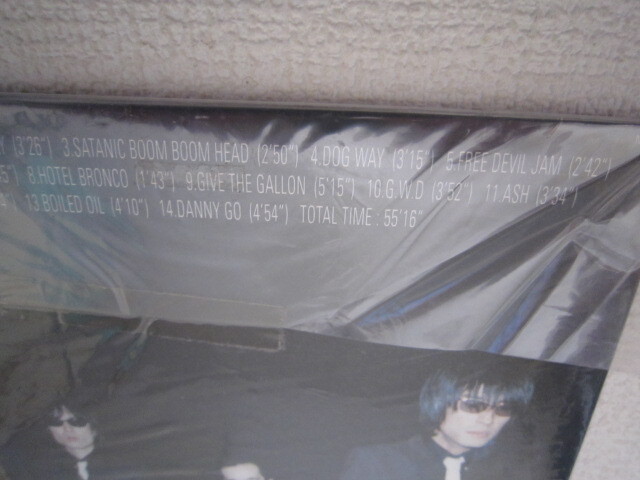 Y (3'26") 3.SATANIC BOOM BOOM HEAD (2'50") 4.DOG WAY (3'15") 5.FREE DEVIL JAM (2'42")
5") 8.HOTEL BRONCO (1'43") 9.GIVE THE GALLON (5'15") 10.G.W.D (3'52") 11.ASH (3'34")
13.BOILED OIL (4'10") 14.DANNY GO (4'54") TOTAL TIME : 55'16"